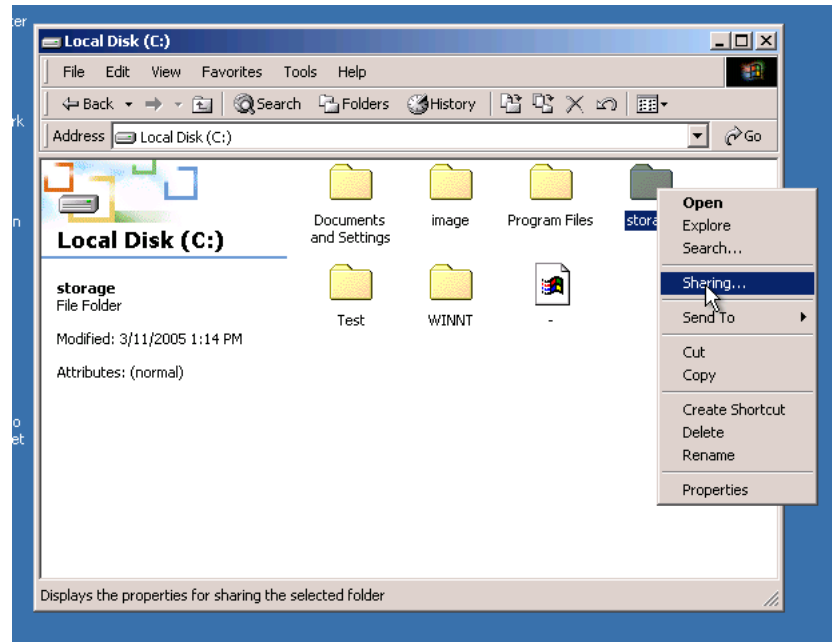 Local Disk (C:)
File Edit View Favorites Tools Help
Back Search Folders History
Address Local Disk (C:) Go
Local Disk (C:)
storage
File Folder
Modified: 3/11/2005 1:14 PM
Attributes: (normal)
Documents
and Settings
image
Program Files
Test
WINNT
-
Open
Explore
Search...
Sharing...
Send To
Cut
Copy
Create Shortcut
Delete
Rename
Properties
Displays the properties for sharing the selected folder